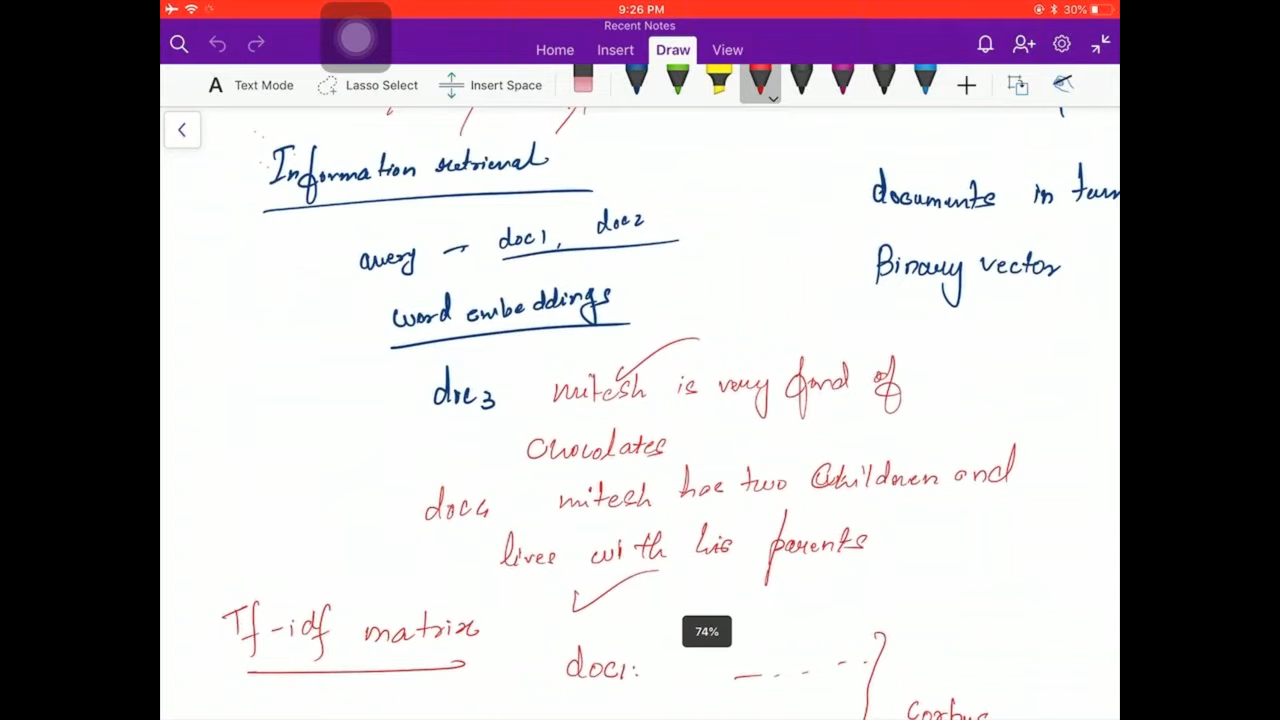 9:26 PM
30%
Recent Notes
Home Insert Draw View
Text Mode Lasso Select Insert Space
Information retrieval
query → doc1, doc2
word embeddings
documents in
Binary vector
doc3 mitesh is very fond of
chocolates
doc4 mitesh has two children and
lives with his parents
Tf-idf matrix
74%
doc1:
corpus